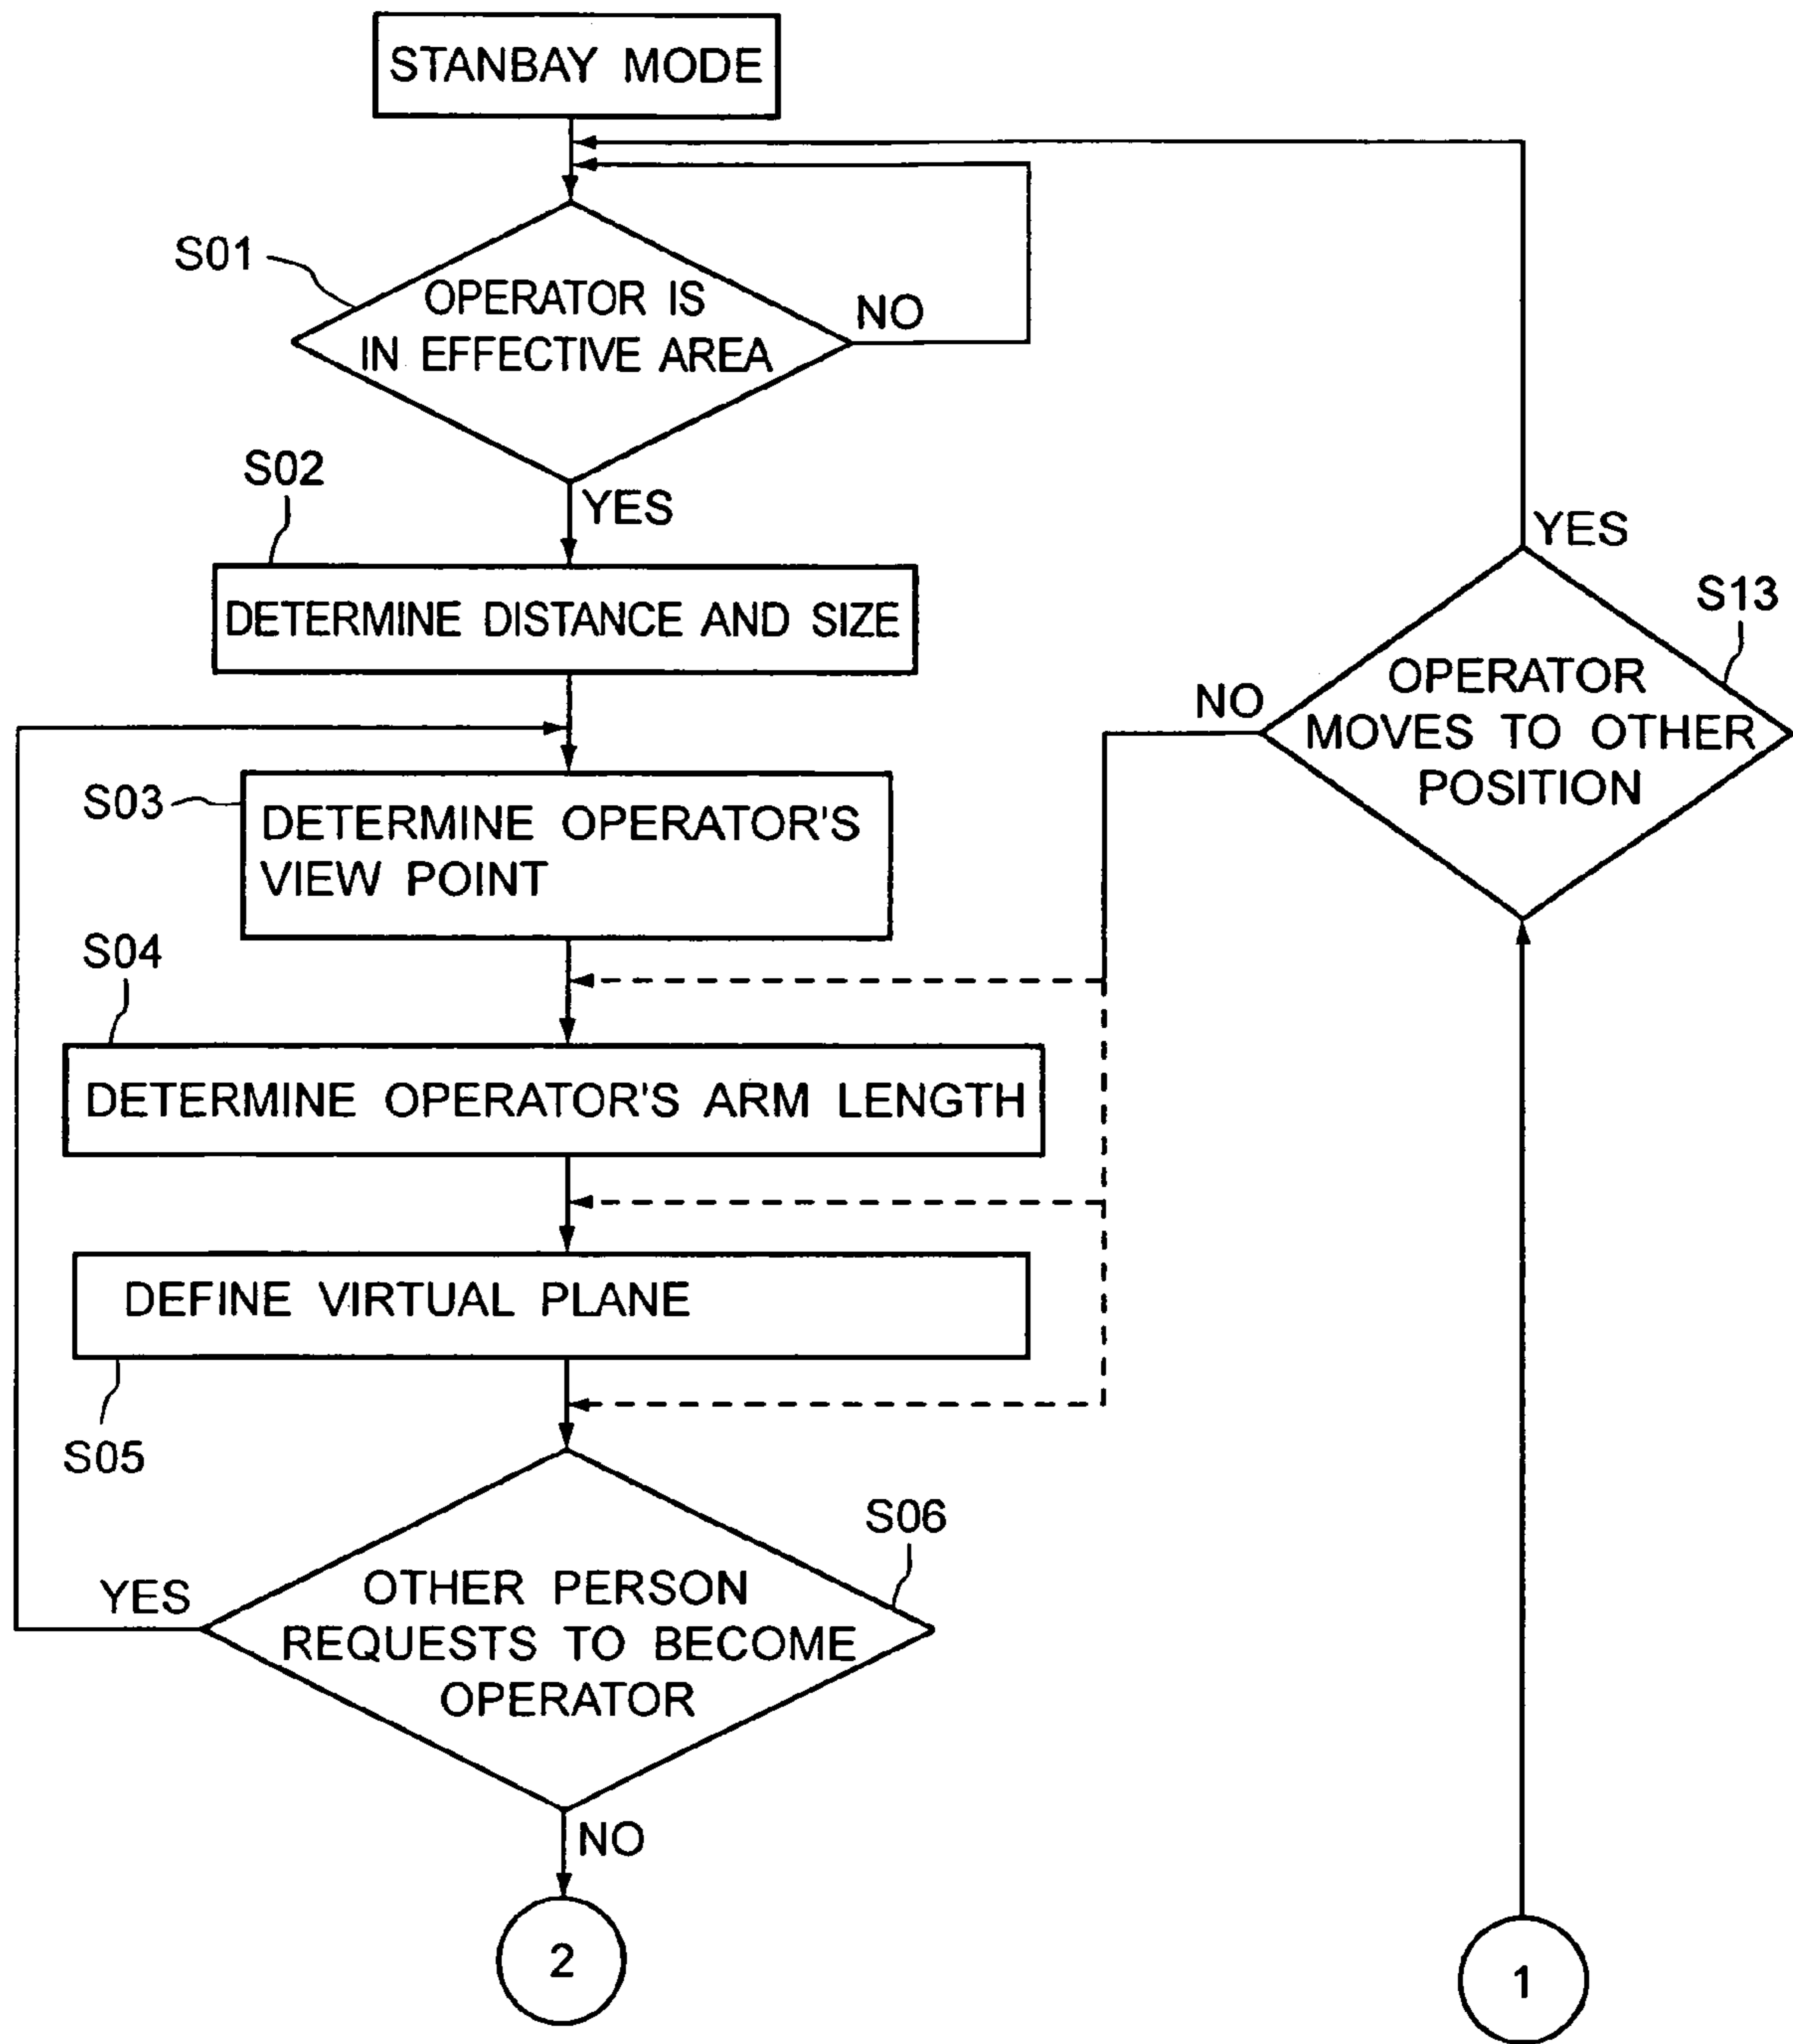 STANBAY MODE
S01
OPERATOR IS
IN EFFECTIVE AREA
NO
YES
S02
DETERMINE DISTANCE AND SIZE
S03
DETERMINE OPERATOR'S
VIEW POINT
S04
DETERMINE OPERATOR'S ARM LENGTH
DEFINE VIRTUAL PLANE
S05
S06
OTHER PERSON
REQUESTS TO BECOME
OPERATOR
YES
NO
2
YES
S13
OPERATOR
MOVES TO OTHER
POSITION
NO
1